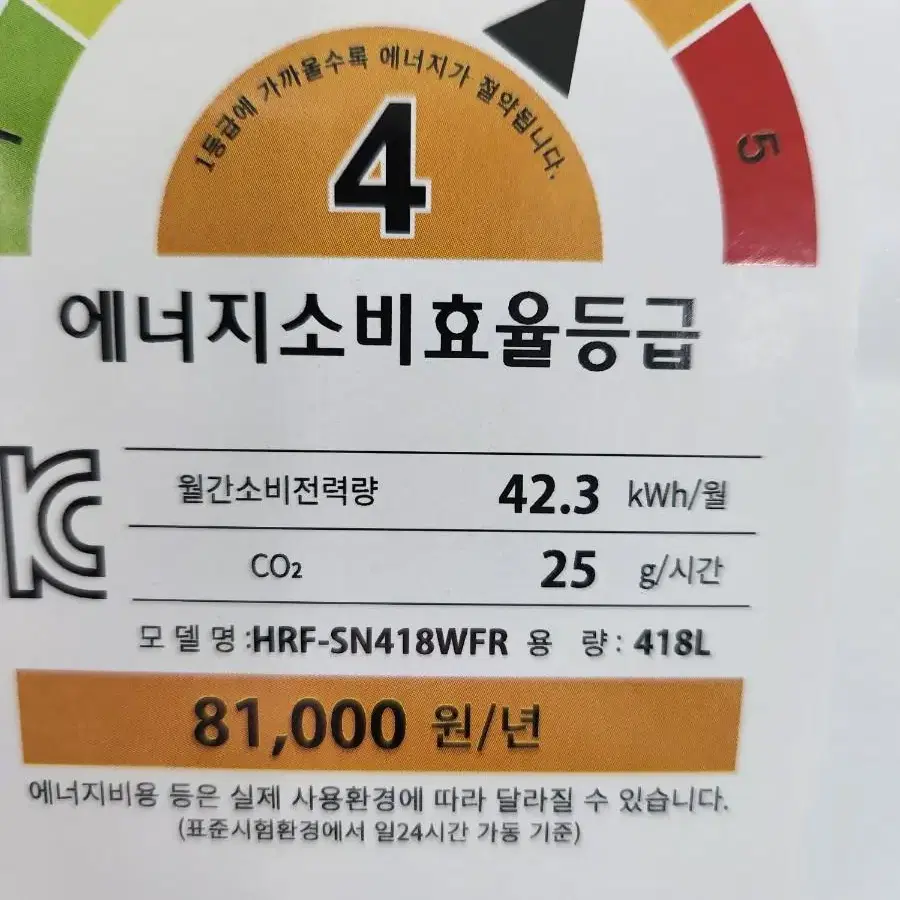 1등급에 가까울수록 에너지가 절약됩니다.
4
5
에너지소비효율등급
KC
월간소비전력량 42.3 kWh/월
CO₂ 25 g/시간
모델명:HRF-SN418WFR 용 량: 418L
81,000 원/년
에너지비용 등은 실제 사용환경에 따라 달라질 수 있습니다.
(표준시험환경에서 일24시간 가동 기준)